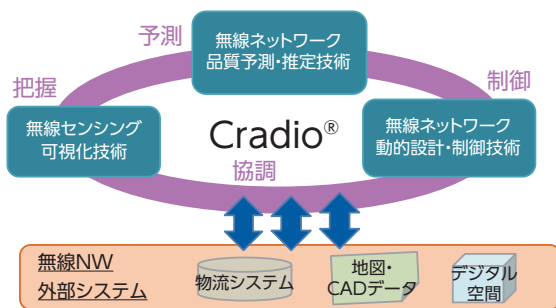 予測
無線ネットワーク
品質予測・推定技術
把握
制御
無線センシング
可視化技術
Cradio®
無線ネットワーク
動的設計・制御技術
協調
無線NW
外部システム
物流システム
地図・
CADデータ
デジタル
空間